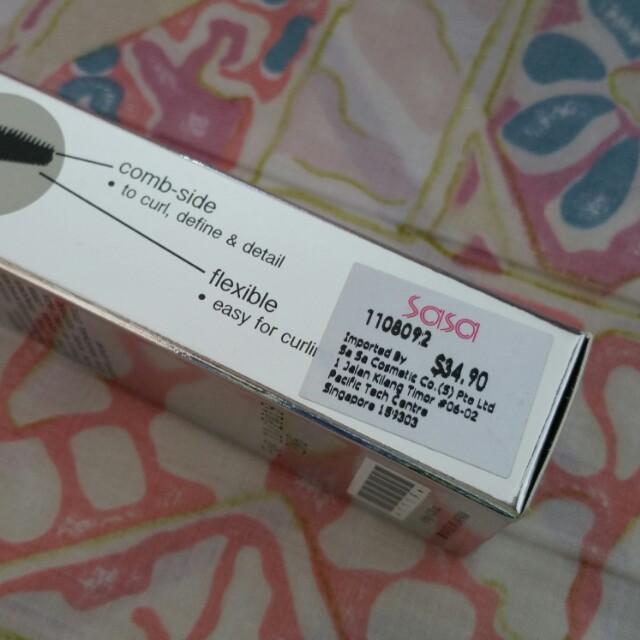 comb-side
• to curl, define & detail
flexible
• easy for curlin
sasa
1108092
$34.90
Imported By
Sa Sa Cosmetic Co.(S) Pte Ltd
1 Jalan Kilang Timor #06-02
Pacific Tech Centre
Singapore 159303